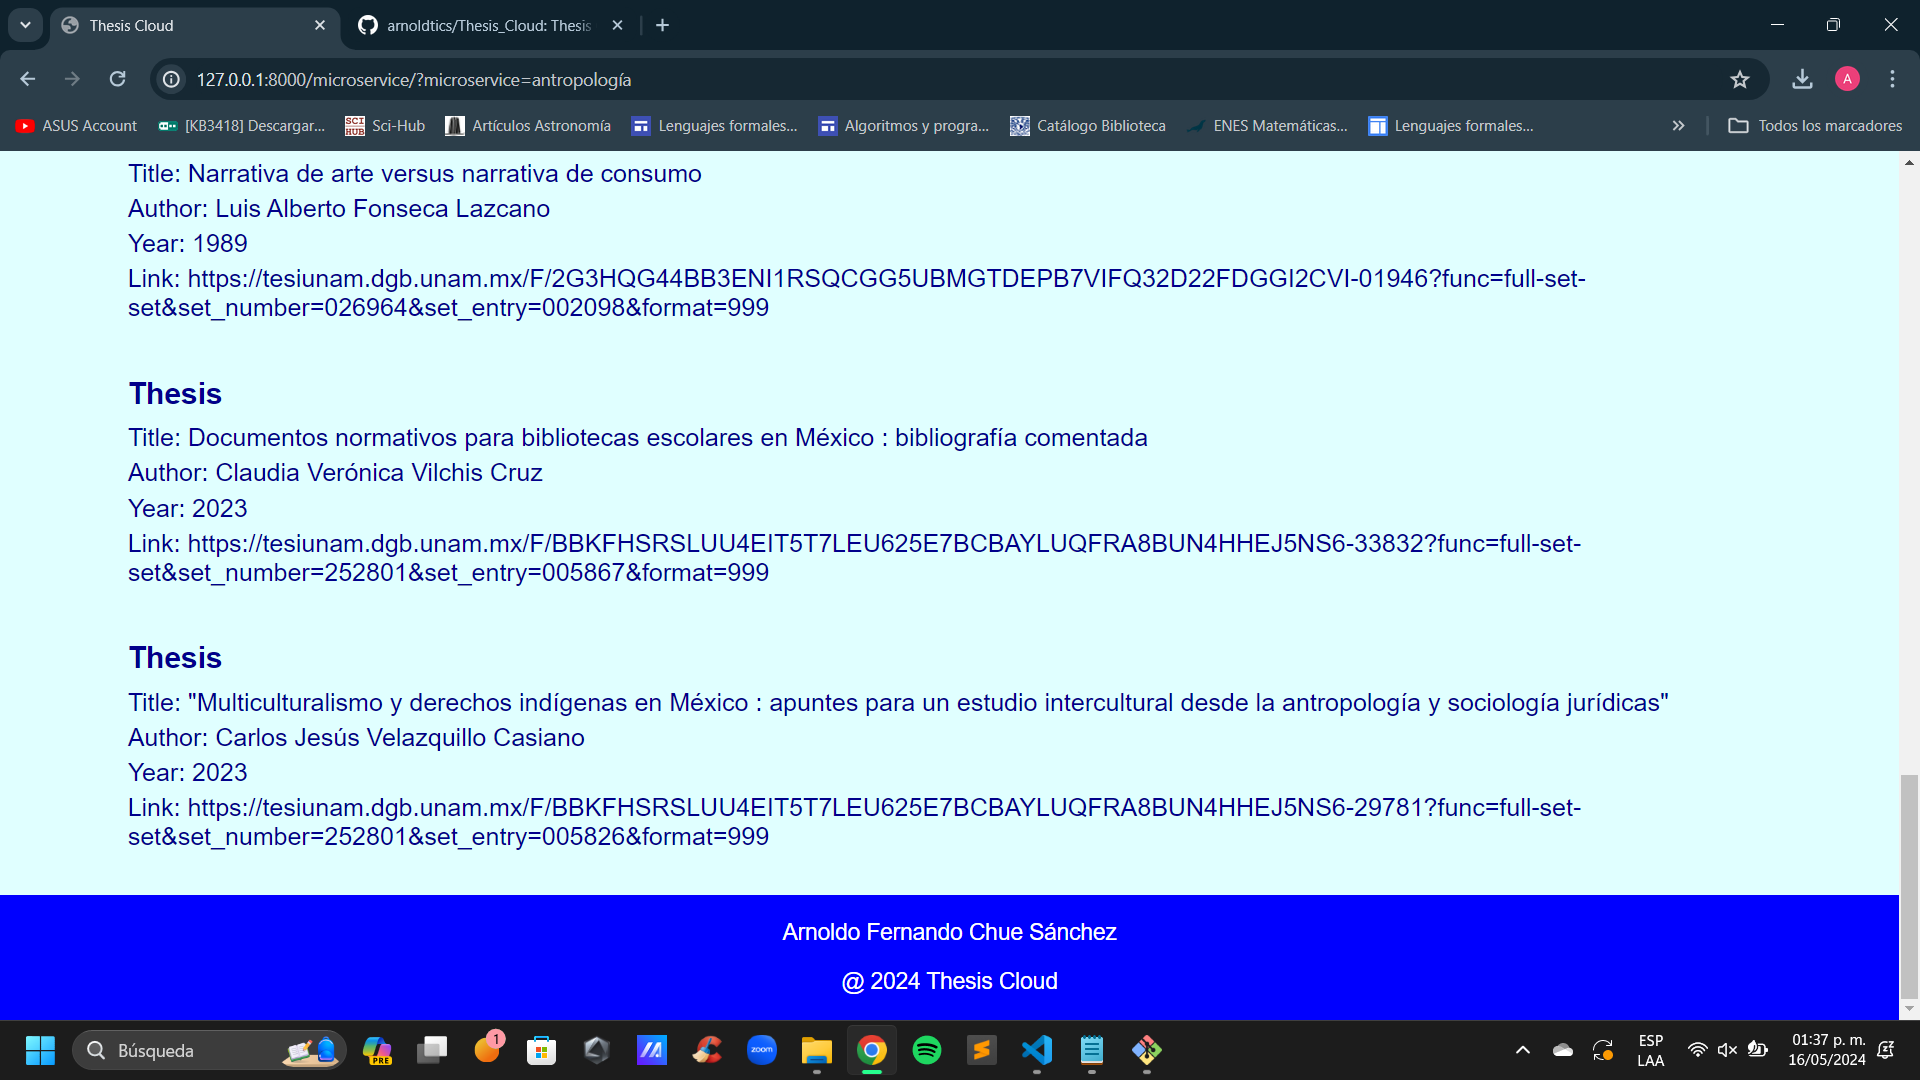 Thesis Cloud
arnoldtics/Thesis_Cloud: Thesis
127.0.0.1:8000/microservice/?microservice=antropología
A
ASUS Account
[KB3418] Descargar...
SCI HUB
Sci-Hub
Artículos Astronomía
Lenguajes formales...
Algoritmos y progra...
Catálogo Biblioteca
ENES Matemáticas...
Lenguajes formales...
Todos los marcadores
Title: Narrativa de arte versus narrativa de consumo
Author: Luis Alberto Fonseca Lazcano
Year: 1989
Link: https://tesiunam.dgb.unam.mx/F/2G3HQG44BB3ENI1RSQCGG5UBMGTDEPB7VIFQ32D22FDGGI2CVI-01946?func=full-set-
set&set_number=026964&set_entry=002098&format=999
Thesis
Title: Documentos normativos para bibliotecas escolares en México : bibliografía comentada
Author: Claudia Verónica Vilchis Cruz
Year: 2023
Link: https://tesiunam.dgb.unam.mx/F/BBKFHSRSLUU4EIT5T7LEU625E7BCBAYLUQFRA8BUN4HHEJ5NS6-33832?func=full-set-
set&set_number=252801&set_entry=005867&format=999
Thesis
Title: "Multiculturalismo y derechos indígenas en México : apuntes para un estudio intercultural desde la antropología y sociología jurídicas"
Author: Carlos Jesús Velazquillo Casiano
Year: 2023
Link: https://tesiunam.dgb.unam.mx/F/BBKFHSRSLUU4EIT5T7LEU625E7BCBAYLUQFRA8BUN4HHEJ5NS6-29781?func=full-set-
set&set_number=252801&set_entry=005826&format=999
Arnoldo Fernando Chue Sánchez
@ 2024 Thesis Cloud
Búsqueda
PRE
1
zoom
ESP
LAA
01:37 p. m.
16/05/2024